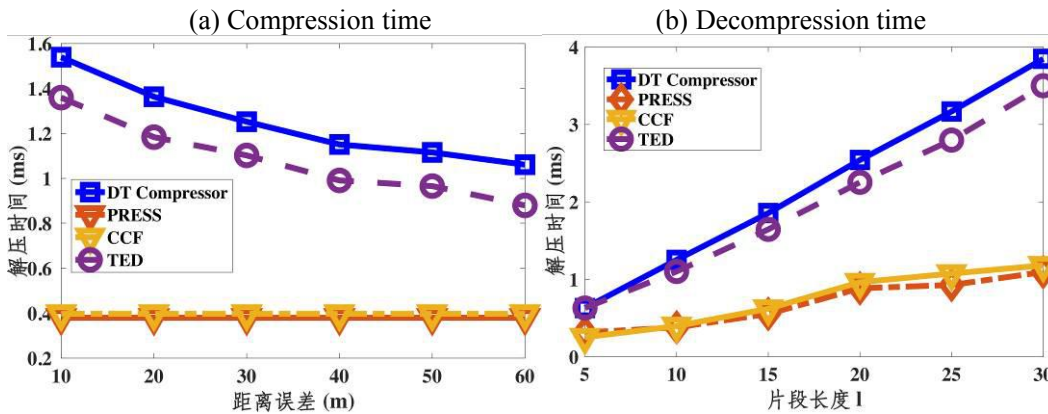 (a) Compression time
(b) Decompression time
1.6
1.4
1.2
1
0.8
0.6
0.4
0.2
解压时间 (ms)
DT Compressor
PRESS
CCF
TED
10 20 30 40 50 60
距离误差 (m)
4
3
2
1
0
解压时间 (ms)
DT Compressor
PRESS
CCF
TED
5 10 15 20 25 30
片段长度 l